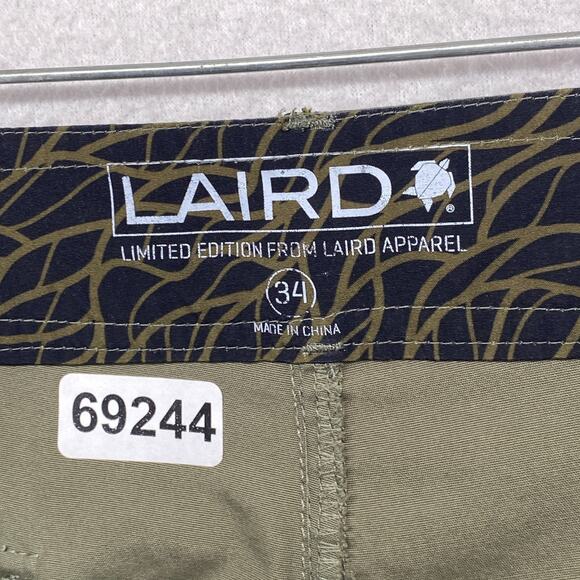 LAIRD ®
LIMITED EDITION FROM LAIRD APPAREL
34
MADE IN CHINA
69244